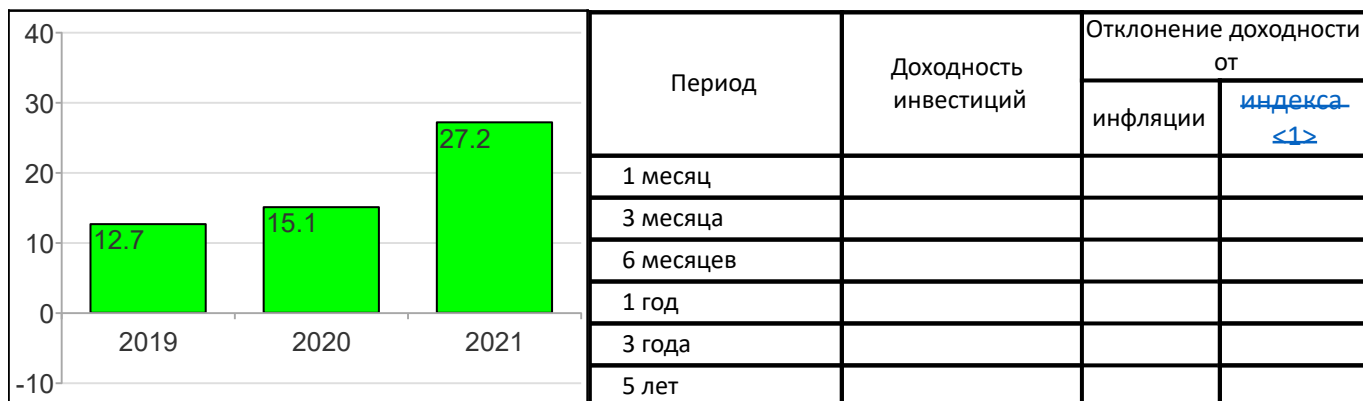 40
30
20
10
0
-10
12.7
15.1
27.2
2019
2020
2021
Период
Доходность
инвестиций
Отклонение доходности
от
инфляции
индекса
<1>
1 месяц
3 месяца
6 месяцев
1 год
3 года
5 лет